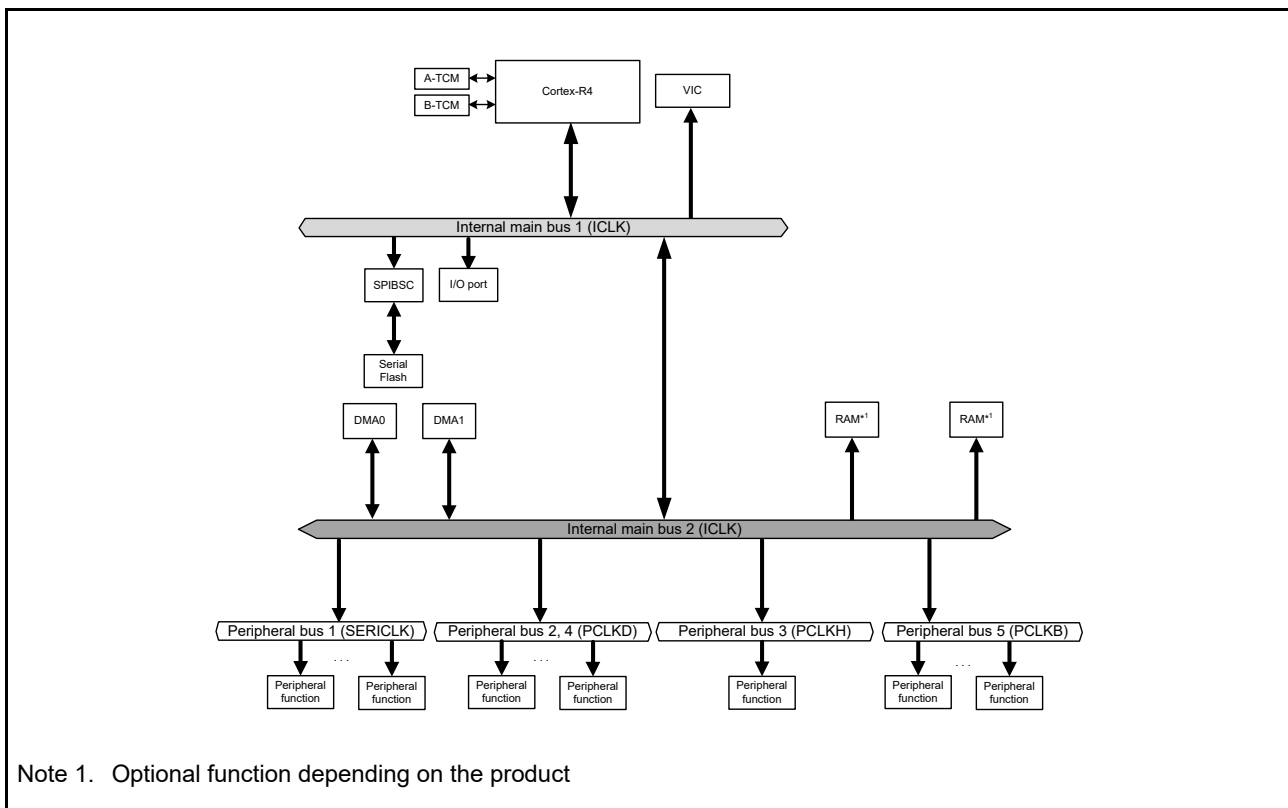 A-TCM
B-TCM
Cortex-R4
VIC
Internal main bus 1 (ICLK)
SPIBSC
I/O port
Serial
Flash
DMA0
DMA1
RAM*1
RAM*1
Internal main bus 2 (ICLK)
Peripheral bus 1 (SERICLK)
Peripheral bus 2, 4 (PCLKD)
Peripheral bus 3 (PCLKH)
Peripheral bus 5 (PCLKB)
. . .
. . .
. . .
Peripheral
function
Peripheral
function
Peripheral
function
Peripheral
function
Peripheral
function
Peripheral
function
Peripheral
function
Note 1. Optional function depending on the product